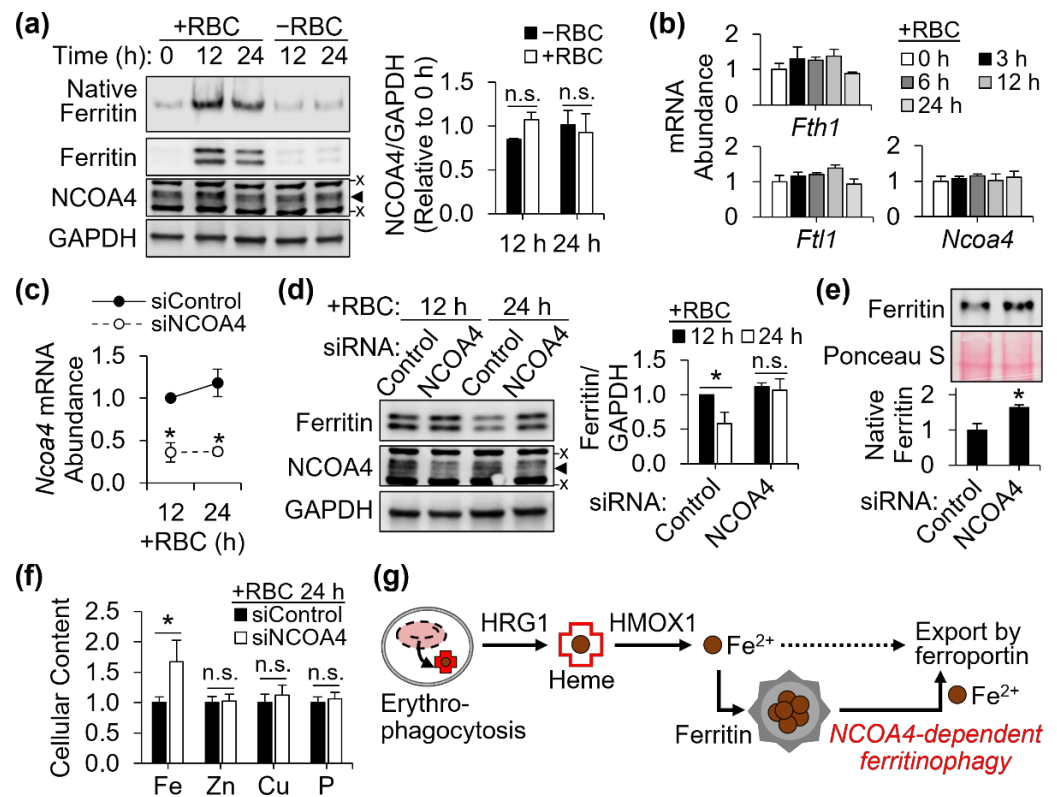 (a)
+RBC −RBC
Time (h): 0 12 24 12 24
Native
Ferritin
Ferritin
NCOA4
x
x
GAPDH
−RBC
+RBC
NCOA4/GAPDH
(Relative to 0 h)
1.5
1.0
0.5
0.0
n.s. n.s.
12 h 24 h
(b)
+RBC
0 h 3 h
6 h 12 h
24 h
mRNA
Abundance
2
1
0
Fth1
2
1
0
Ftl1
2
1
0
Ncoa4
(c)
siControl
siNCOA4
Ncoa4 mRNA
Abundance
1.5
1.0
0.5
0.0
* *
12 24
+RBC (h)
(d)
+RBC: 12 h 24 h
siRNA: Control NCOA4 Control NCOA4
Ferritin
NCOA4
x
x
GAPDH
+RBC
12 h 24 h
Ferritin/
GAPDH
1.5
1.0
0.5
0.0
* n.s.
siRNA: Control NCOA4
(e)
Ferritin
Ponceau S
Native
Ferritin
2
1
0
*
siRNA: Control NCOA4
(f)
+RBC 24 h
siControl
siNCOA4
Cellular Content
2.5
2.0
1.5
1.0
0.5
0.0
* n.s. n.s. n.s.
Fe Zn Cu P
(g)
HRG1 HMOX1
Erythro-
phagocytosis
Heme
Fe2+
Export by
ferroportin
Fe2+
Ferritin
NCOA4-dependent
ferritinophagy